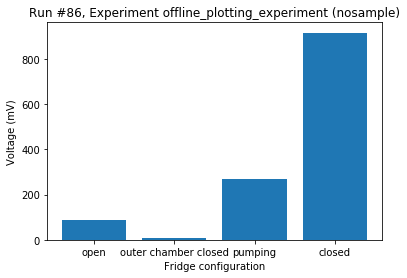 Run #86, Experiment offline_plotting_experiment (nosample)
Voltage (mV)
800
600
400
200
0
open outer chamber closed pumping closed
Fridge configuration